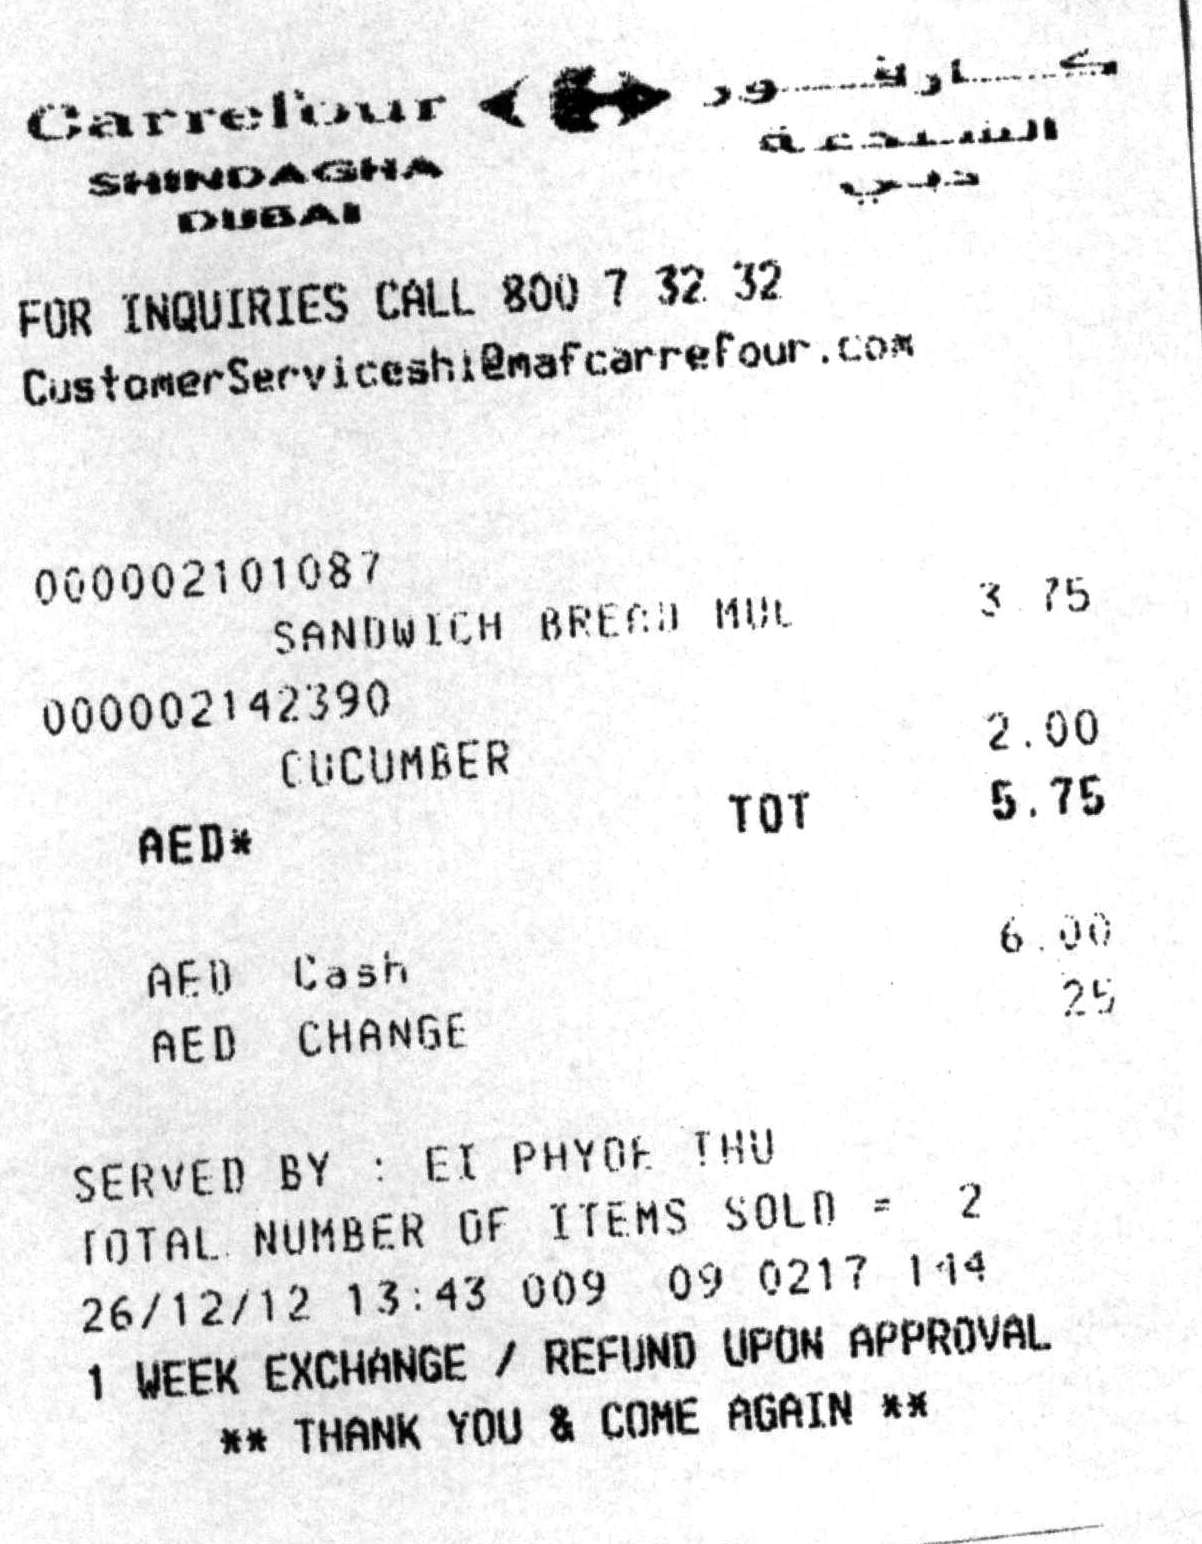 Carrefour كارفور
SHINDAGHA الشندغة
DUBAI دبي
FOR INQUIRIES CALL 800 7 32 32
CustomerServiceshi@mafcarrefour.com
000002101087
SANDWICH BREAD MUL 3.75
000002142390
CUCUMBER 2.00
AED* TOT 5.75
AED Cash 6.00
AED CHANGE 25
SERVED BY : EI PHYOE THU
TOTAL NUMBER OF ITEMS SOLD = 2
26/12/12 13:43 009 09 0217 144
1 WEEK EXCHANGE / REFUND UPON APPROVAL
** THANK YOU & COME AGAIN **